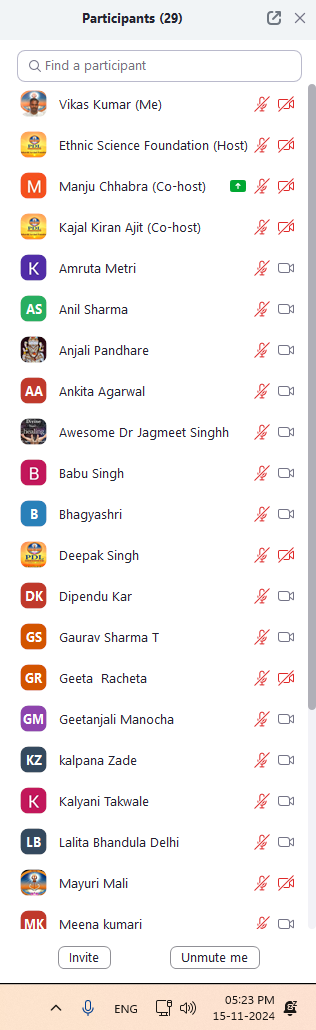 Participants (29)
Find a participant
Vikas Kumar (Me)
Ethnic Science Foundation (Host)
M Manju Chhabra (Co-host)
Kajal Kiran Ajit (Co-host)
K Amruta Metri
AS Anil Sharma
Anjali Pandhare
AA Ankita Agarwal
Awesome Dr Jagmeet Singhh
B Babu Singh
B Bhagyashri
Deepak Singh
DK Dipendu Kar
GS Gaurav Sharma T
GR Geeta Racheta
GM Geetanjali Manocha
KZ kalpana Zade
K Kalyani Takwale
LB Lalita Bhandula Delhi
Mayuri Mali
MK Meena kumari
Invite Unmute me
ENG 05:23 PM
15-11-2024